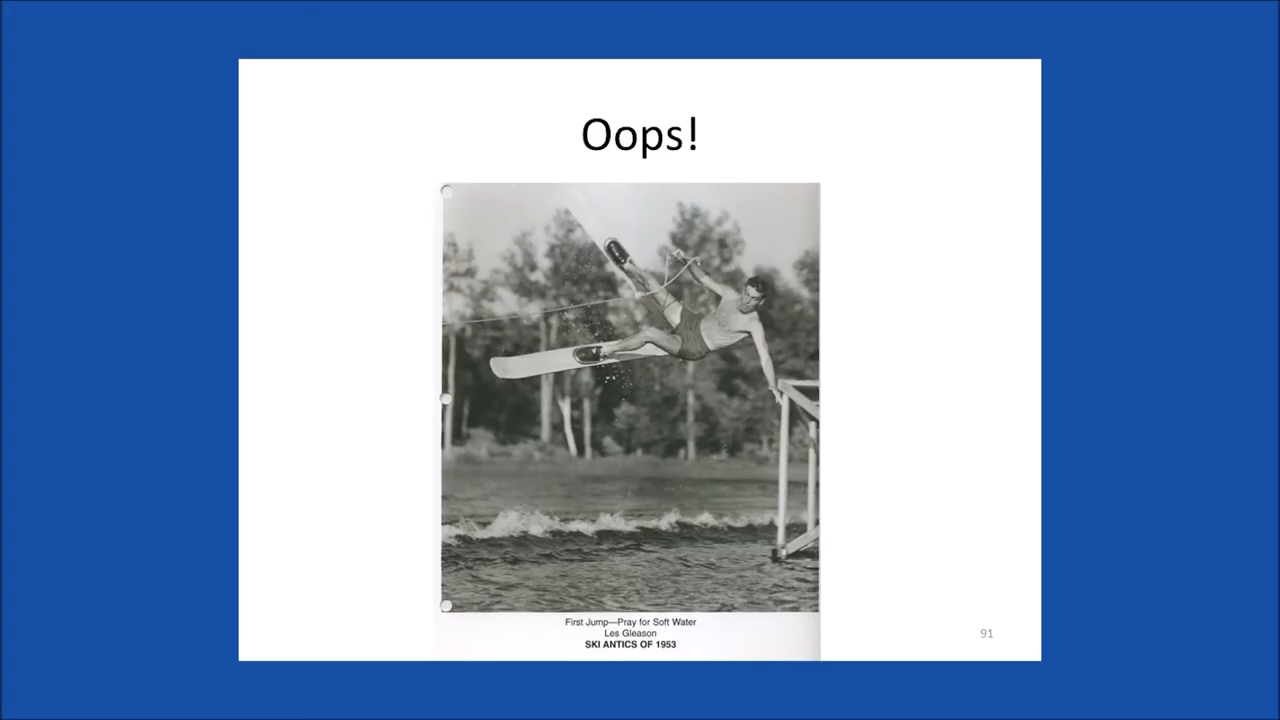 Oops!
First Jump—Pray for Soft Water
Les Gleason
SKI ANTICS OF 1953
91